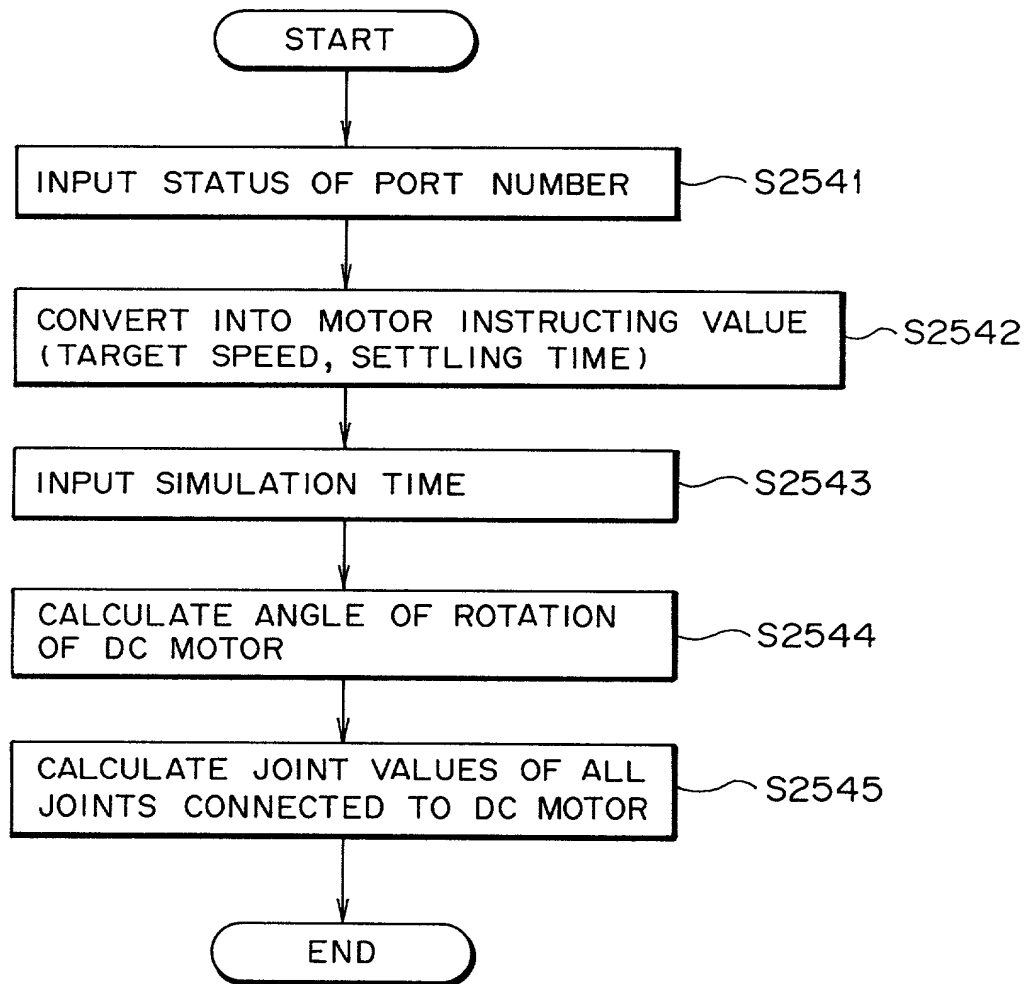 START
INPUT STATUS OF PORT NUMBER
S2541
CONVERT INTO MOTOR INSTRUCTING VALUE
(TARGET SPEED, SETTLING TIME)
S2542
INPUT SIMULATION TIME
S2543
CALCULATE ANGLE OF ROTATION
OF DC MOTOR
S2544
CALCULATE JOINT VALUES OF ALL
JOINTS CONNECTED TO DC MOTOR
S2545
END